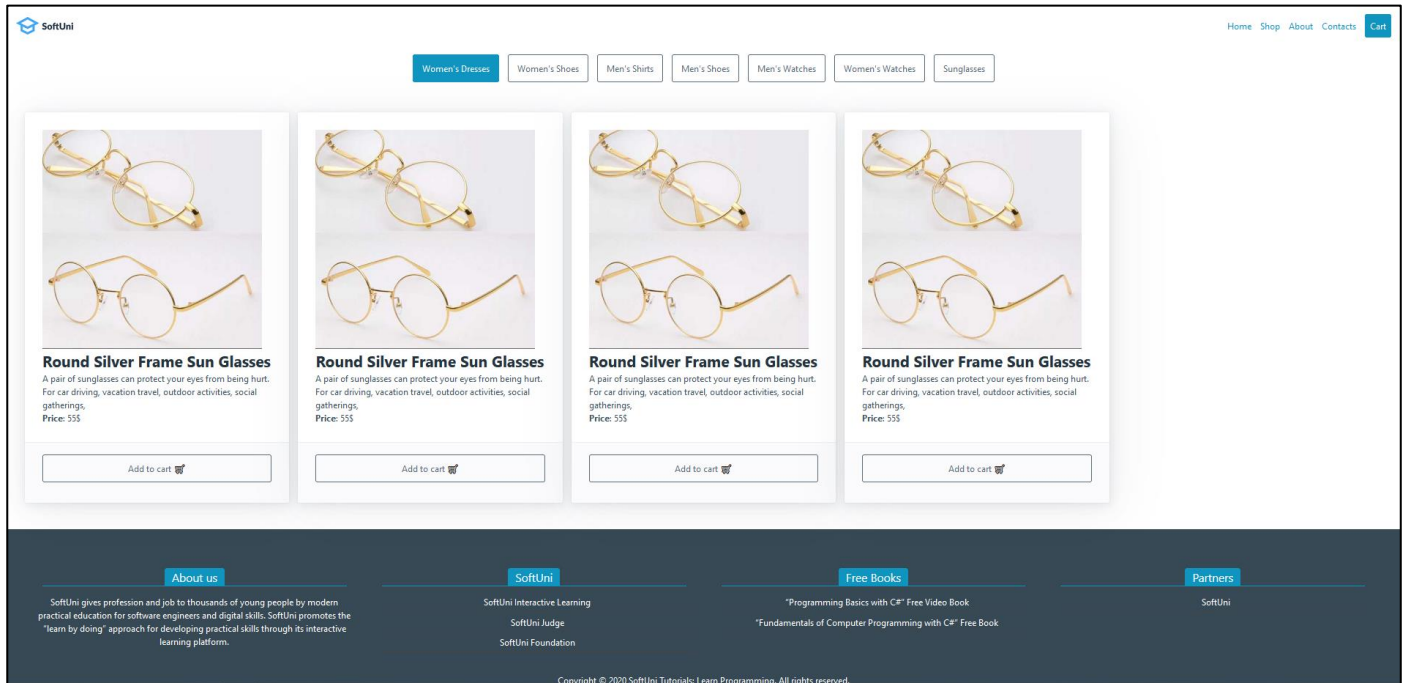 SoftUni
Home Shop About Contacts Cart
Women's Dresses Women's Shoes Men's Shirts Men's Shoes Men's Watches Women's Watches Sunglasses
Round Silver Frame Sun Glasses
A pair of sunglasses can protect your eyes from being hurt.
For car driving, vacation travel, outdoor activities, social
gatherings,
Price: 55$
Add to cart
Round Silver Frame Sun Glasses
A pair of sunglasses can protect your eyes from being hurt.
For car driving, vacation travel, outdoor activities, social
gatherings,
Price: 55$
Add to cart
Round Silver Frame Sun Glasses
A pair of sunglasses can protect your eyes from being hurt.
For car driving, vacation travel, outdoor activities, social
gatherings,
Price: 55$
Add to cart
Round Silver Frame Sun Glasses
A pair of sunglasses can protect your eyes from being hurt.
For car driving, vacation travel, outdoor activities, social
gatherings,
Price: 55$
Add to cart
About us
SoftUni gives profession and job to thousands of young people by modern
practical education for software engineers and digital skills. SoftUni promotes the
"learn by doing" approach for developing practical skills through its interactive
learning platform.
SoftUni
SoftUni Interactive Learning
SoftUni Judge
SoftUni Foundation
Free Books
"Programming Basics with C#" Free Video Book
"Fundamentals of Computer Programming with C#" Free Book
Partners
SoftUni
Copyright © 2020 SoftUni Tutorials: Learn Programming. All rights reserved.